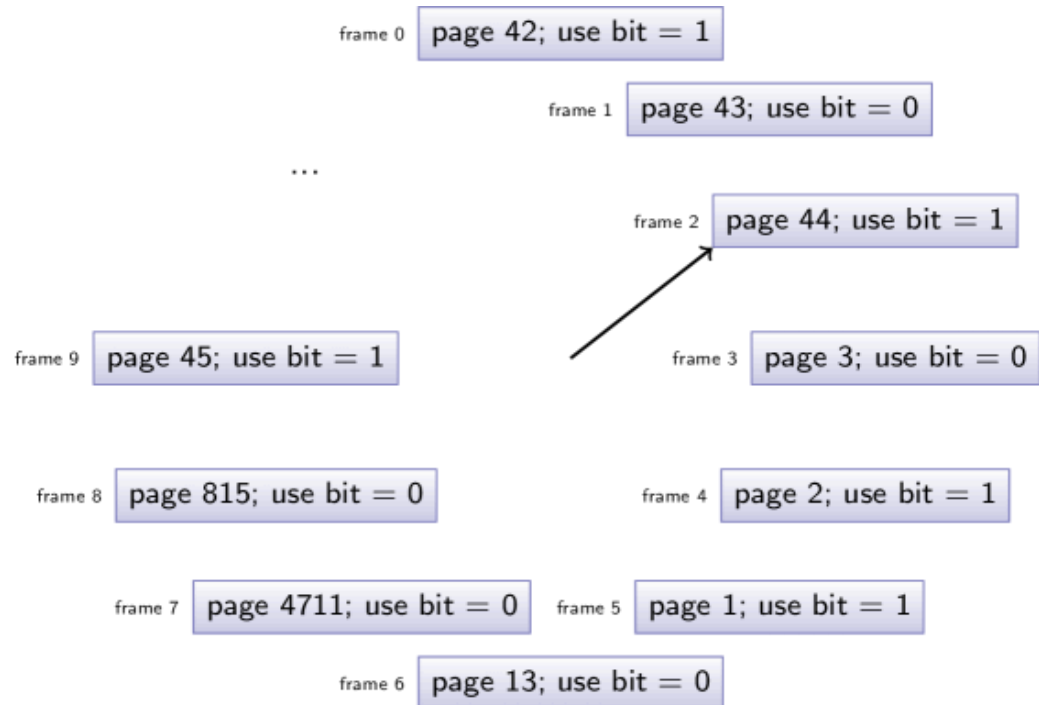 frame 0 page 42; use bit = 1
frame 1 page 43; use bit = 0
...
frame 2 page 44; use bit = 1
frame 9 page 45; use bit = 1
frame 3 page 3; use bit = 0
frame 8 page 815; use bit = 0
frame 4 page 2; use bit = 1
frame 7 page 4711; use bit = 0
frame 5 page 1; use bit = 1
frame 6 page 13; use bit = 0